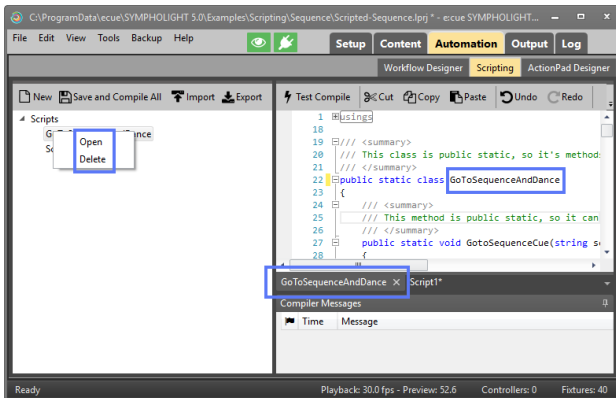 C:\ProgramData\ecue\SYMPHOLIGHT 5.0\Examples\Scripting\Sequence\Scripted-Sequence.lprj * - e:cue SYMPHOLIGHT...
File Edit View Tools Backup Help
Setup Content Automation Output Log
Workflow Designer Scripting ActionPad Designer
New Save and Compile All Import Export
Test Compile Cut Copy Paste Undo Redo
Scripts
Open
Delete
1 usings
18
19 /// <summary>
20 /// This class is public static, so it's methods
21 /// </summary>
22 public static class GoToSequenceAndDance
23 {
24 /// <summary>
25 /// This method is public static, so it can
26 /// </summary>
27 public static void GotoSequenceCue(string s
28 {
GoToSequenceAndDance Script1*
Compiler Messages
Time Message
Ready
Playback: 30.0 fps - Preview: 52.6 Controllers: 0 Fixtures: 40